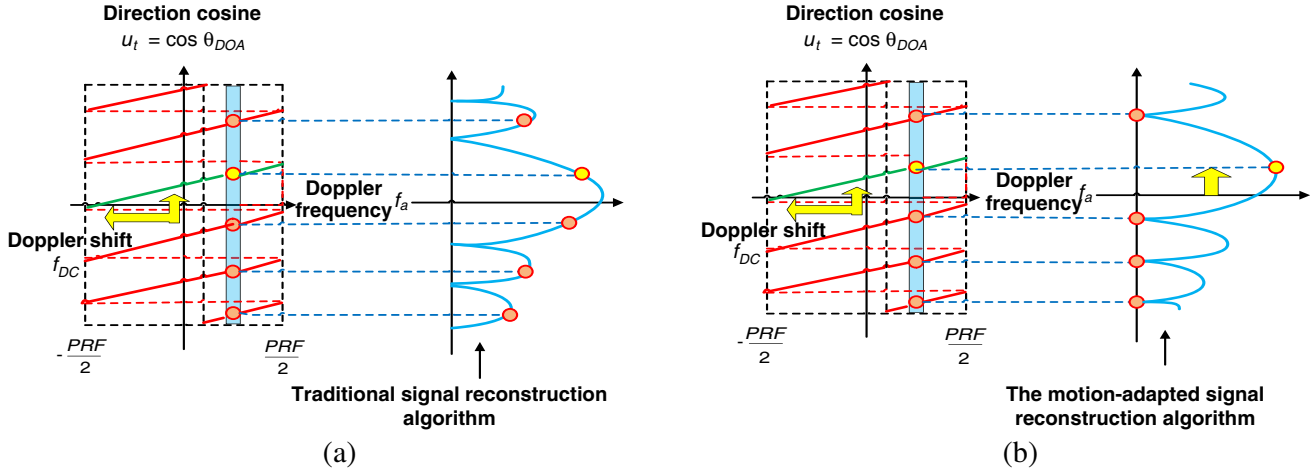 Direction cosine
u_t = cos θ_DOA
Doppler
frequency f_a
Doppler shift
f_DC
- PRF/2
PRF/2
Traditional signal reconstruction
algorithm
(a)
Direction cosine
u_t = cos θ_DOA
Doppler
frequency f_a
Doppler shift
f_DC
- PRF/2
PRF/2
The motion-adapted signal
reconstruction algorithm
(b)